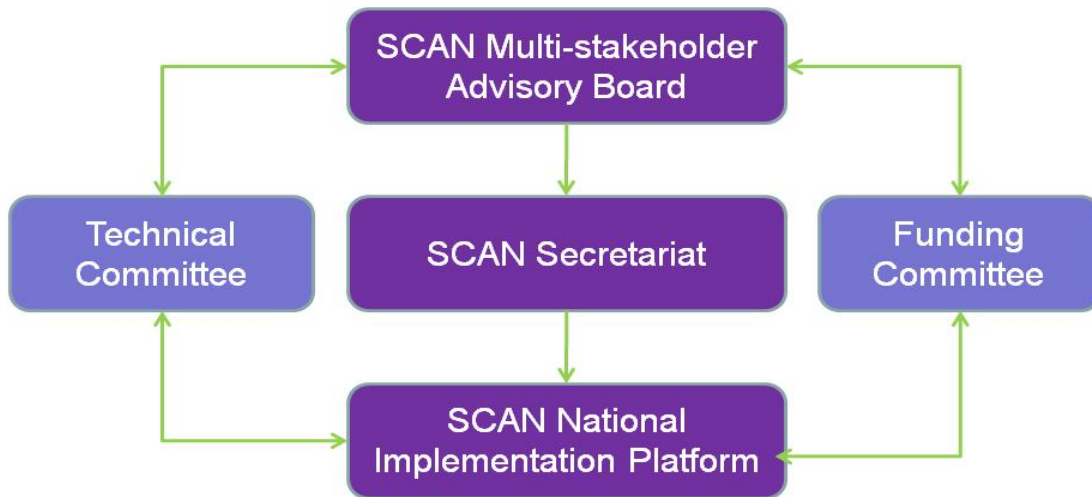 SCAN Multi-stakeholder
Advisory Board
Technical
Committee
SCAN Secretariat
Funding
Committee
SCAN National
Implementation Platform